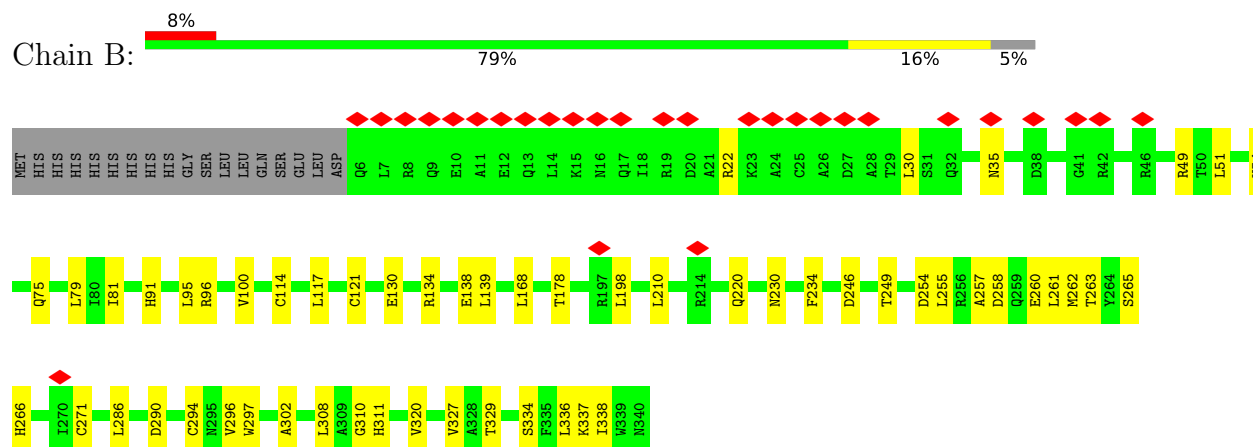 8%
Chain B:
79% 16% 5%
MET HIS HIS HIS HIS HIS HIS HIS HIS GLY SER LEU LEU GLN SER GLU LEU ASP Q6 L7 R8 Q9 E10 A11 E12 Q13 L14 K15 N16 Q17 I18 R19 D20 A21 R22 K23 A24 C25 A26 D27 A28 T29 L30 S31 Q32 N35 D38 G41 R42 R46 R49 T50 L51
Q75 L79 I80 I81 H91 L95 R96 V100 C114 L117 C121 E130 R134 E138 L139 L168 T178 R197 L198 L210 R214 Q220 N230 F234 D246 T249 D254 L255 R256 A257 D258 Q259 E260 L261 M262 T263 Y264 S265
H266 I270 C271 L286 D290 C294 N295 V296 W297 A302 L308 A309 G310 H311 V320 V327 A328 T329 S334 F335 L336 K337 I338 W339 N340